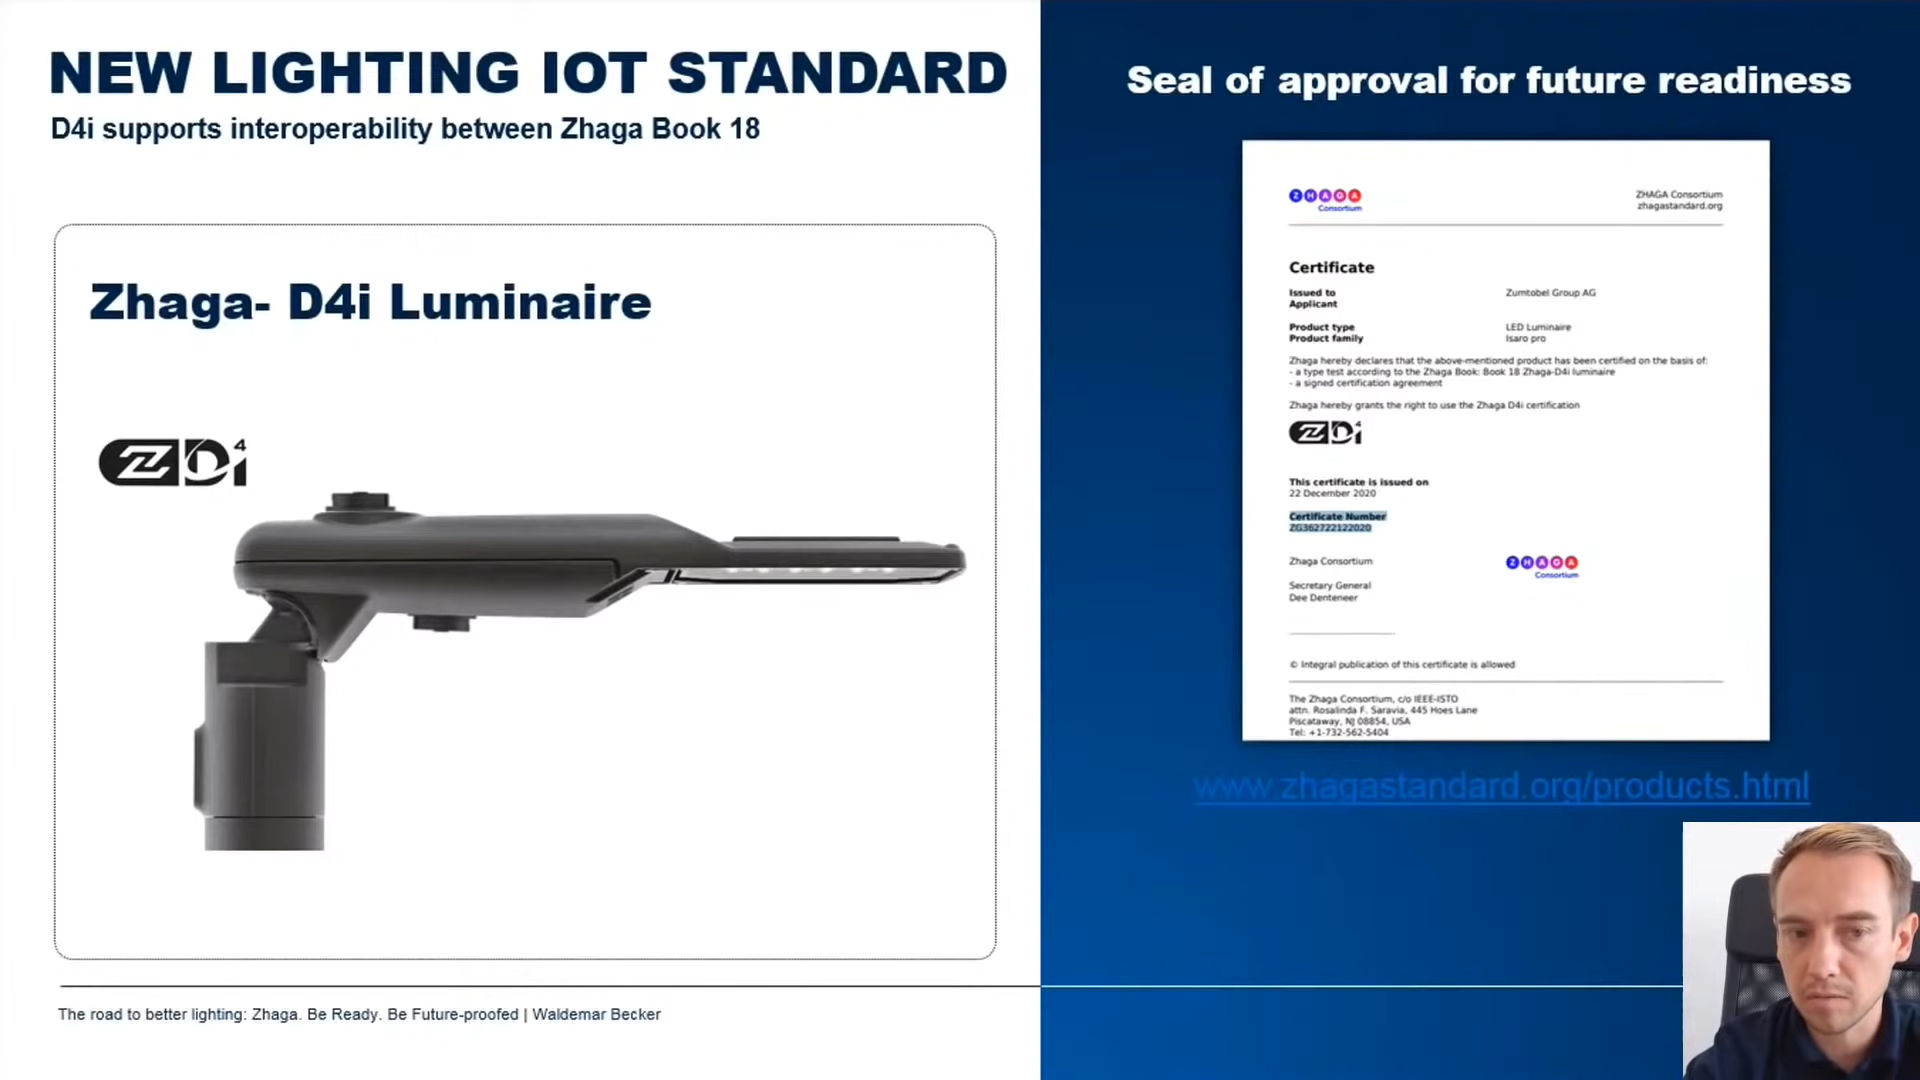 NEW LIGHTING IOT STANDARD
D4i supports interoperability between Zhaga Book 18
Zhaga- D4i Luminaire
ZD4i
The road to better lighting: Zhaga. Be Ready. Be Future-proofed | Waldemar Becker
Seal of approval for future readiness
ZHAGA
Consortium
ZHAGA Consortium
zhagastandard.org
Certificate
Issued to
Applicant
Zumtobel Group AG
Product type
Product family
LED Luminaire
Isaro pro
Zhaga hereby declares that the above-mentioned product has been certified on the basis of:
- a type test according to the Zhaga Book: Book 18 Zhaga-D4i luminaire
- a signed certification agreement
Zhaga hereby grants the right to use the Zhaga D4i certification
ZD4i
This certificate is issued on
22 December 2020
Certificate Number
ZG362722122020
Zhaga Consortium
ZHAGA
Consortium
Secretary General
Dee Denteneer
© Integral publication of this certificate is allowed
The Zhaga Consortium, c/o IEEE-ISTO
attn. Rosalinda F. Saravia, 445 Hoes Lane
Piscataway, NJ 08854, USA
Tel: +1-732-562-5404
www.zhagastandard.org/products.html